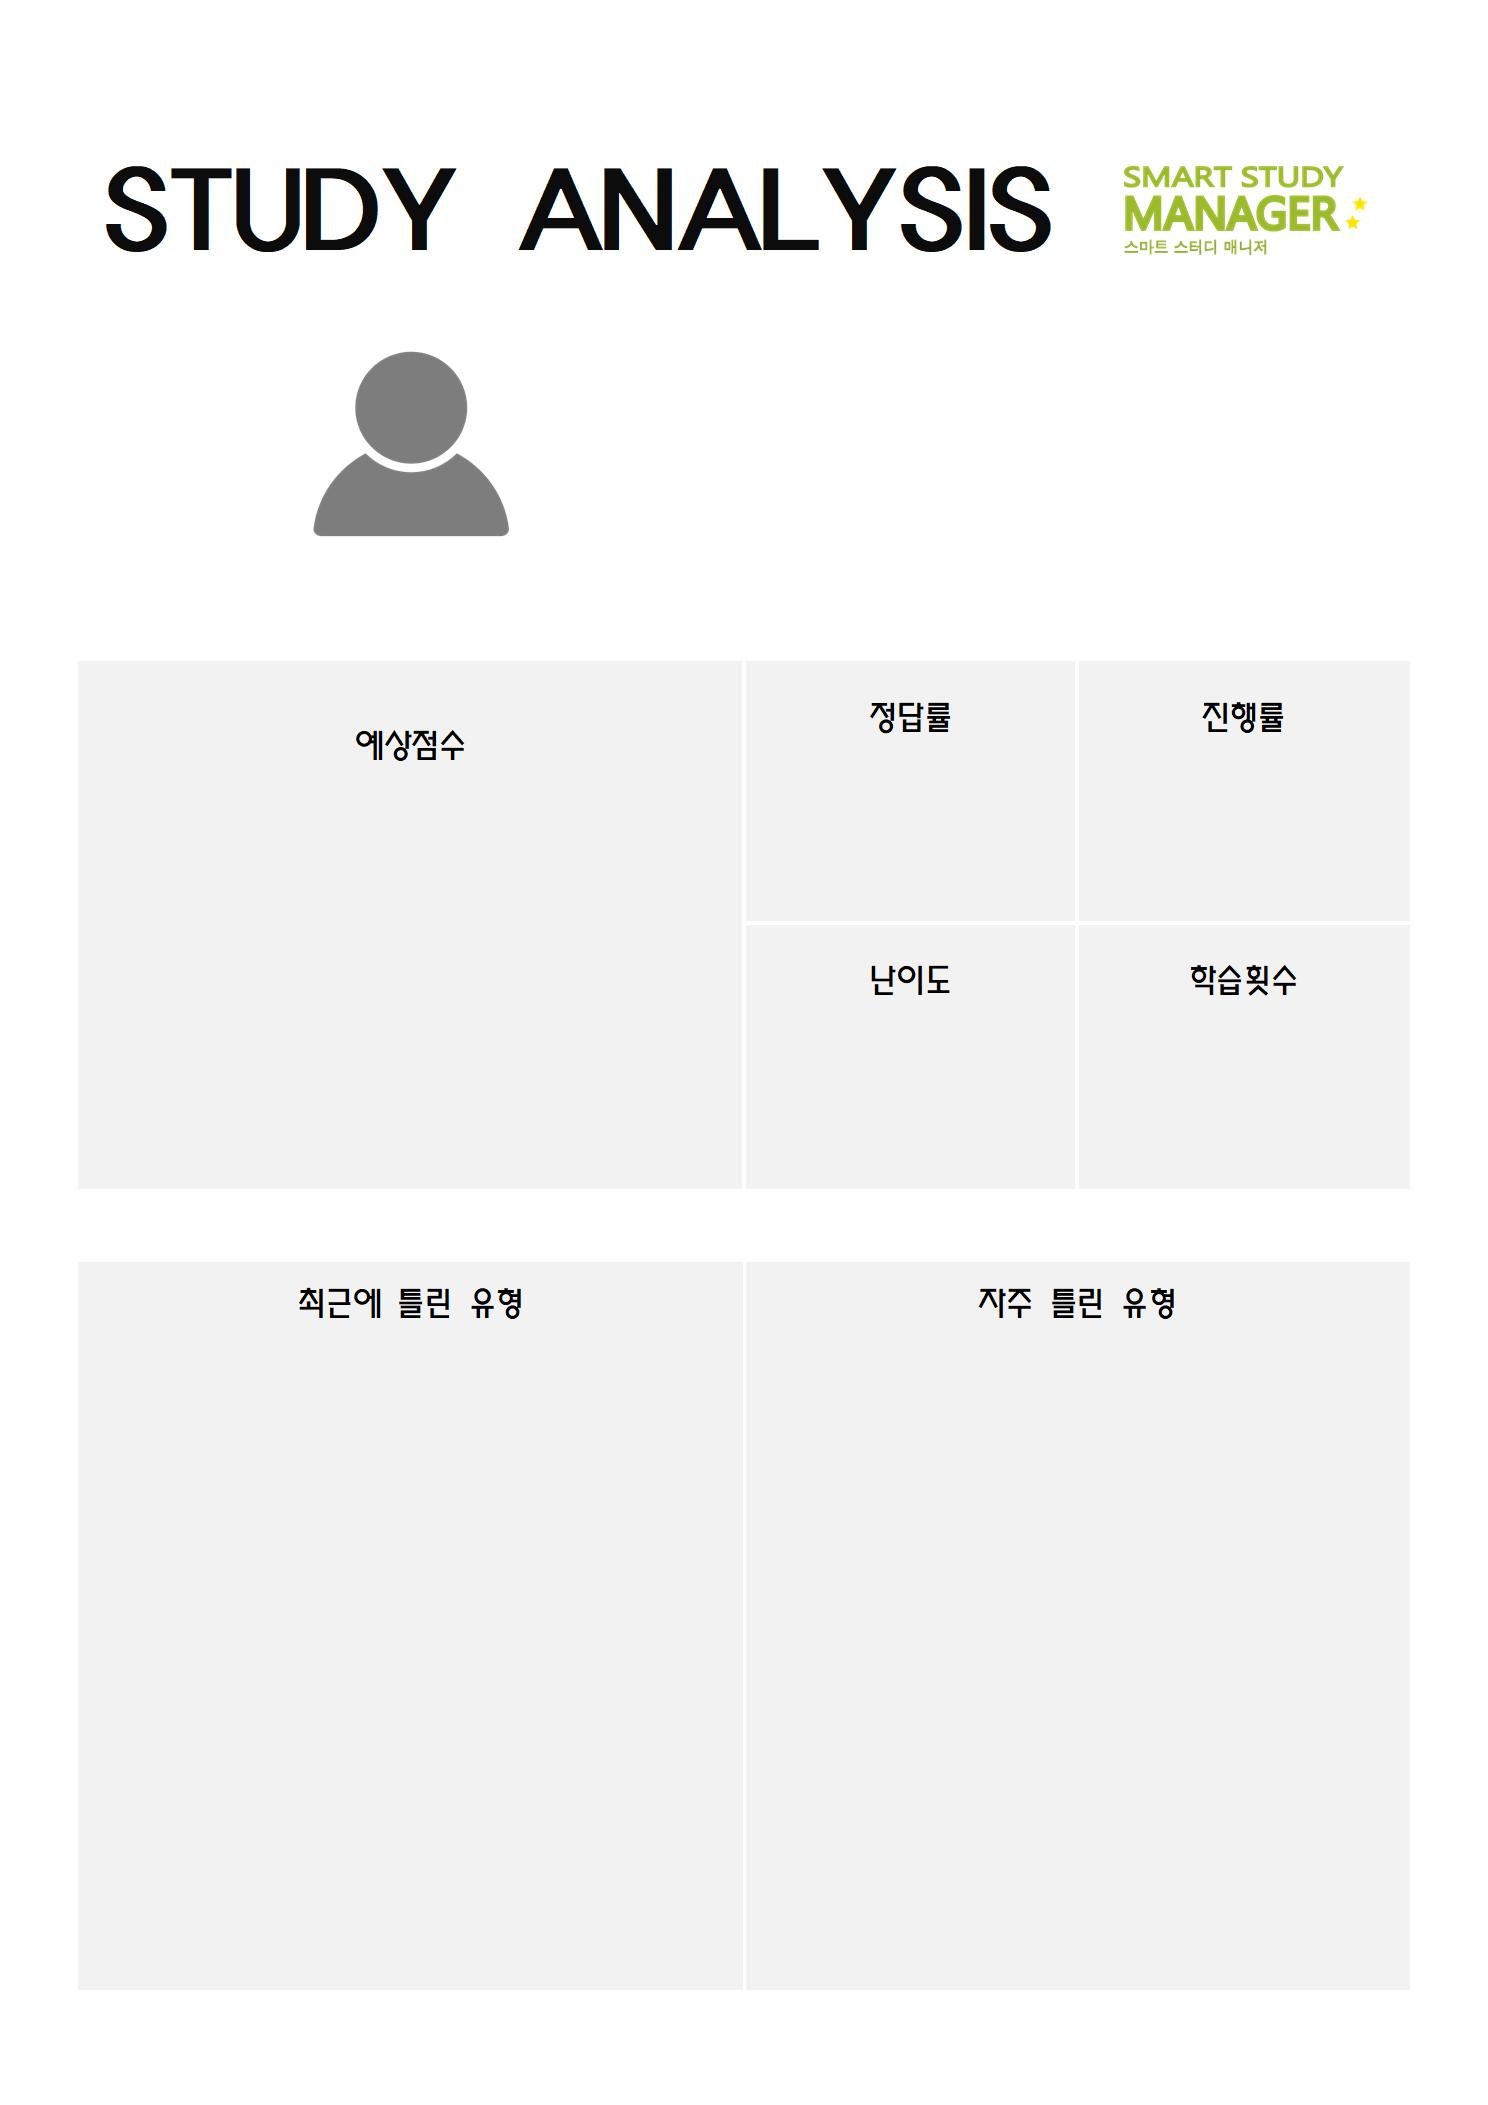 STUDY ANALYSIS
SMART STUDY
MANAGER
스마트 스터디 매니저
예상점수
정답률
진행률
난이도
학습횟수
최근에 틀린 유형
자주 틀린 유형